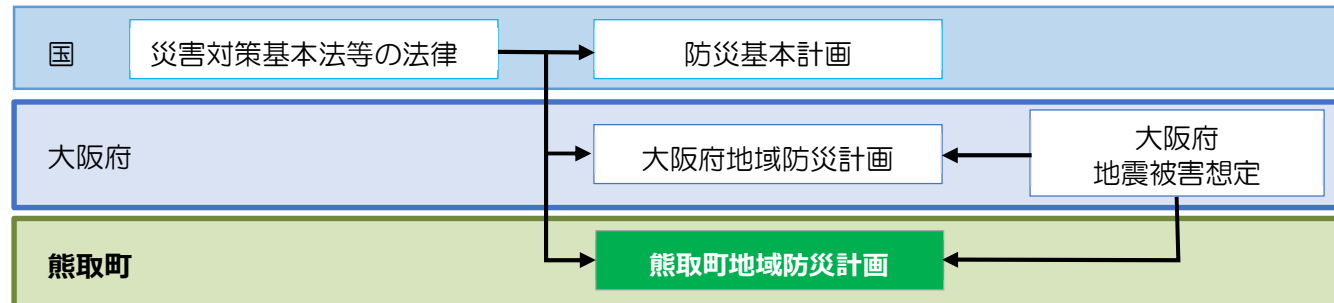 国
災害対策基本法等の法律
防災基本計画
大阪府
大阪府地域防災計画
大阪府
地震被害想定
熊取町
熊取町地域防災計画